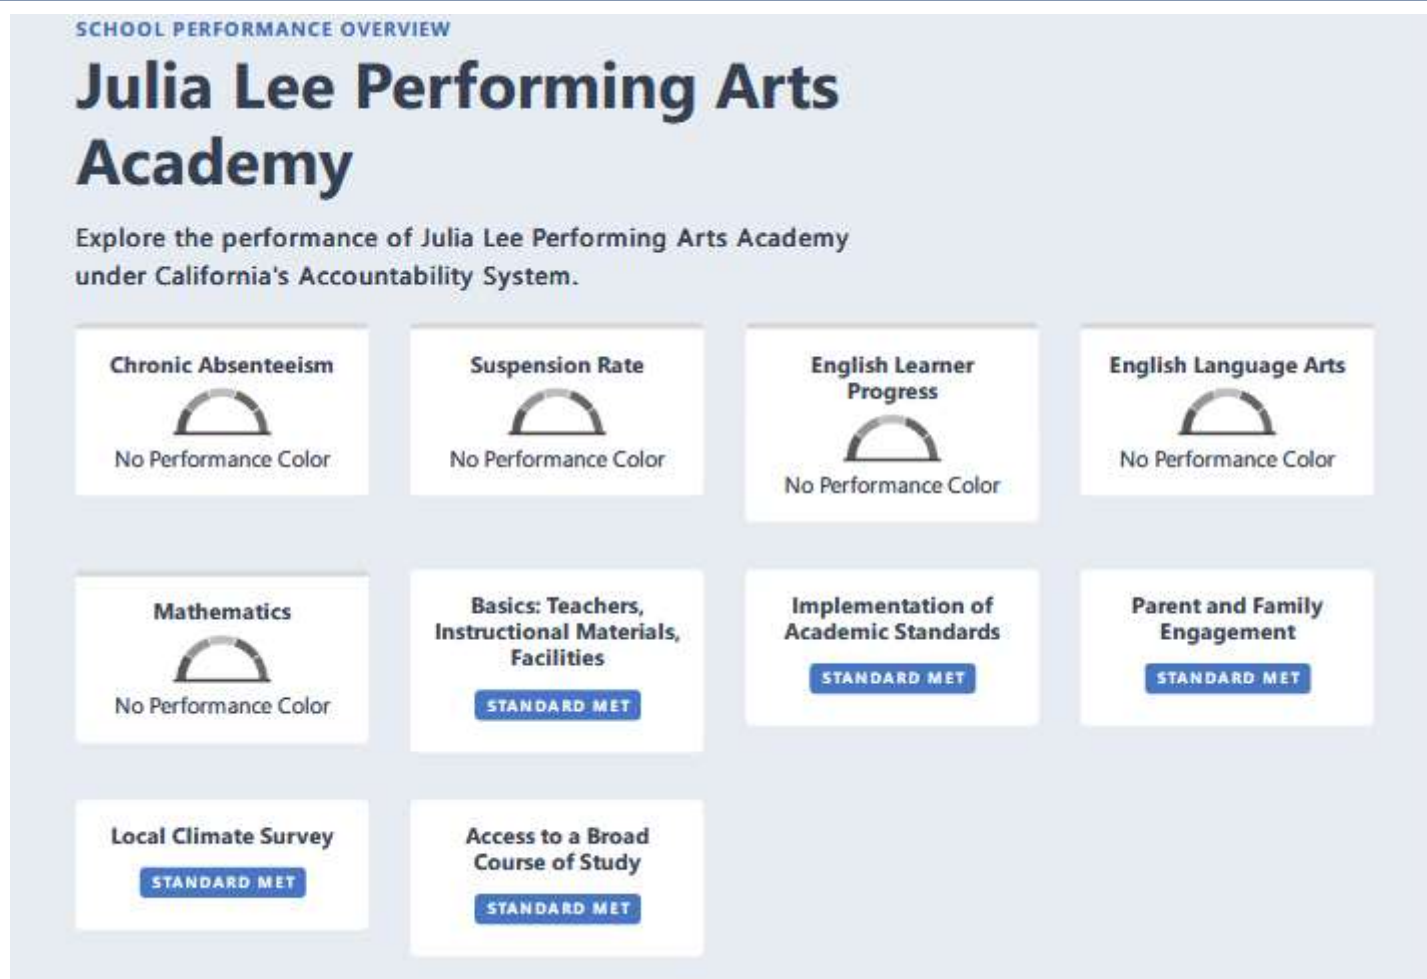 SCHOOL PERFORMANCE OVERVIEW
Julia Lee Performing Arts
Academy
Explore the performance of Julia Lee Performing Arts Academy
under California's Accountability System.
Chronic Absenteeism
No Performance Color
Suspension Rate
No Performance Color
English Learner
Progress
No Performance Color
English Language Arts
No Performance Color
Mathematics
No Performance Color
Basics: Teachers,
Instructional Materials,
Facilities
STANDARD MET
Implementation of
Academic Standards
STANDARD MET
Parent and Family
Engagement
STANDARD MET
Local Climate Survey
STANDARD MET
Access to a Broad
Course of Study
STANDARD MET